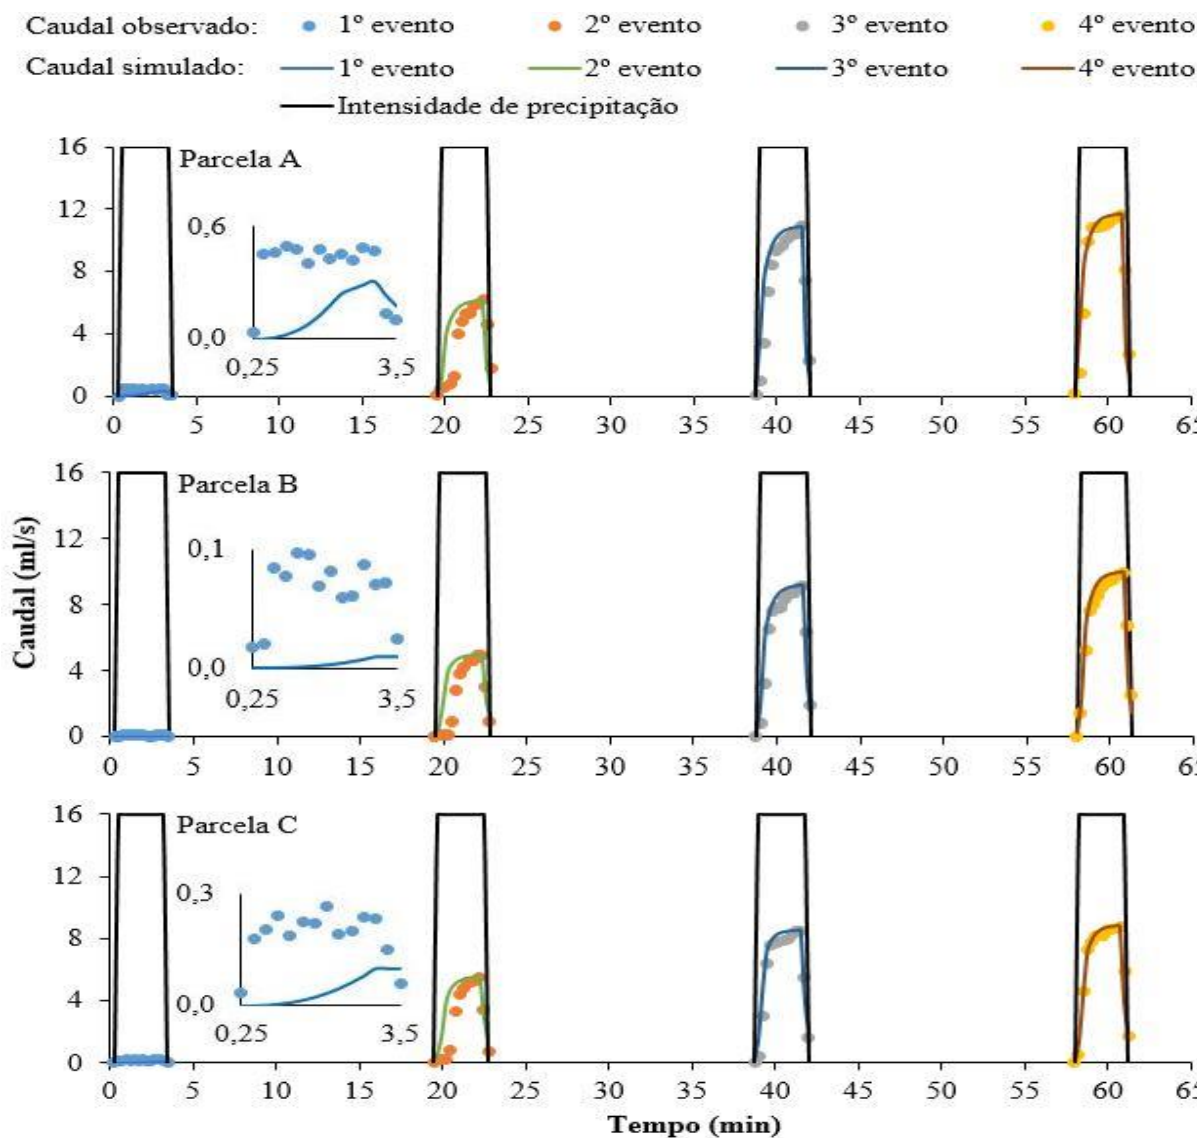 Caudal observado: 1º evento 2º evento 3º evento 4º evento
Caudal simulado: 1º evento 2º evento 3º evento 4º evento
Intensidade de precipitação
Caudal (ml/s)
16
12
8
4
0
Parcela A
0,6
0,0
0,25 3,5
0 5 10 15 20 25 30 35 40 45 50 55 60 65
16
12
8
4
0
Parcela B
0,1
0,0
0,25 3,5
0 5 10 15 20 25 30 35 40 45 50 55 60 65
16
12
8
4
0
Parcela C
0,3
0,0
0,25 3,5
0 5 10 15 20 25 30 35 40 45 50 55 60 65
Tempo (min)